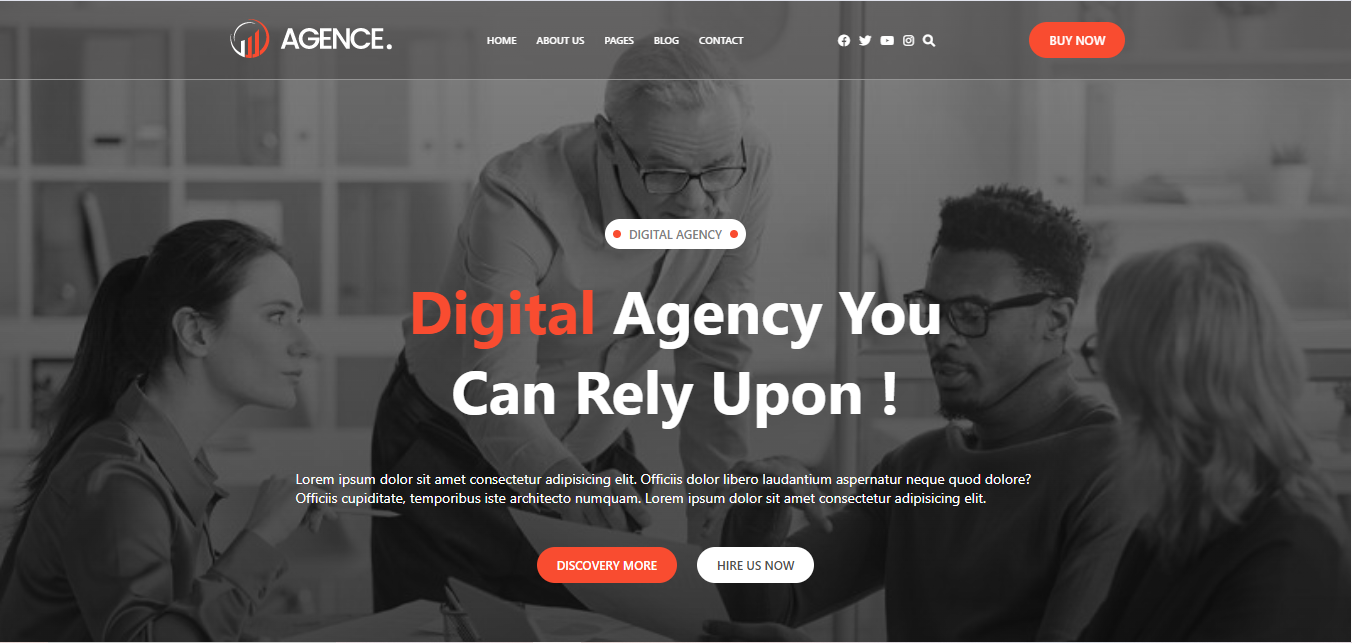 AGENCE.
HOME ABOUT US PAGES BLOG CONTACT
BUY NOW
DIGITAL AGENCY
Digital Agency You
Can Rely Upon !
Lorem ipsum dolor sit amet consectetur adipisicing elit. Officiis dolor libero laudantium aspernatur neque quod dolore?
Officiis cupiditate, temporibus iste architecto numquam. Lorem ipsum dolor sit amet consectetur adipisicing elit.
DISCOVERY MORE
HIRE US NOW